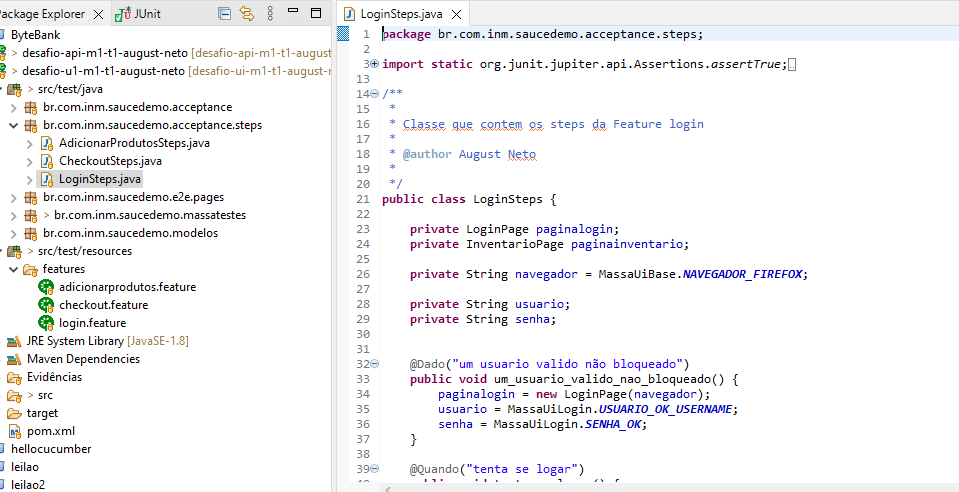 Package Explorer
JUnit
ByteBank
> desafio-api-m1-t1-august-neto [desafio-api-m1-t1-august-n
> desafio-u1-m1-t1-august-neto [desafio-ui-m1-t1-august-r
> src/test/java
br.com.inm.saucedemo.acceptance
br.com.inm.saucedemo.acceptance.steps
AdicionarProdutosSteps.java
CheckoutSteps.java
LoginSteps.java
br.com.inm.saucedemo.e2e.pages
> br.com.inm.saucedemo.massatestes
br.com.inm.saucedemo.modelos
> src/test/resources
features
adicionarprodutos.feature
checkout.feature
login.feature
JRE System Library [JavaSE-1.8]
Maven Dependencies
Evidências
> src
target
pom.xml
hellocucumber
leilao
leilao2
LoginSteps.java
1 package br.com.inm.saucedemo.acceptance.steps;
2
3 import static org.junit.jupiter.api.Assertions.assertTrue;
13
14 /**
15 *
16 * Classe que contem os steps da Feature login
17 *
18 * @author August Neto
19 *
20 */
21 public class LoginSteps {
22
23 private LoginPage paginalogin;
24 private InventarioPage paginainventario;
25
26 private String navegador = MassaUiBase.NAVEGADOR_FIREFOX;
27
28 private String usuario;
29 private String senha;
30
31
32 @Dado("um usuario valido não bloqueado")
33 public void um_usuario_valido_nao_bloqueado() {
34 paginalogin = new LoginPage(navegador);
35 usuario = MassaUiLogin.USUARIO_OK_USERNAME;
36 senha = MassaUiLogin.SENHA_OK;
37 }
38
39 @Quando("tenta se logar")